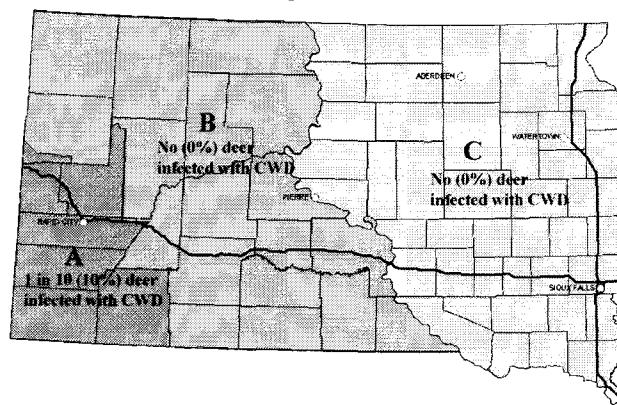 ABERDEEN
B
No (0%) deer
infected with CWD
WATERTOWN
C
No (0%) deer
infected with CWD
PIERRE
RAPID CITY
A
1 in 10 (10%) deer
infected with CWD
SIOUX FALLS